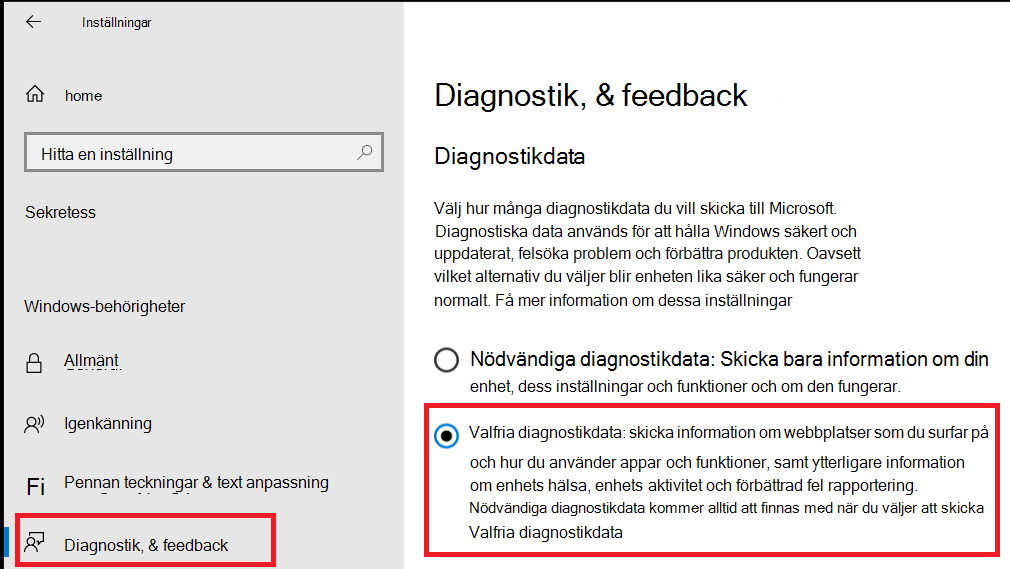 Inställningar
home
Hitta en inställning
Sekretess
Windows-behörigheter
Allmänt
Igenkänning
Fi Pennan teckningar & text anpassning
Diagnostik, & feedback
Diagnostik, & feedback
Diagnostikdata
Välj hur många diagnostikdata du vill skicka till Microsoft.
Diagnostiska data används för att hålla Windows säkert och
uppdaterat, felsöka problem och förbättra produkten. Oavsett
vilket alternativ du väljer blir enheten lika säker och fungerar
normalt. Få mer information om dessa inställningar
Nödvändiga diagnostikdata: Skicka bara information om din
enhet, dess inställningar och funktioner och om den fungerar.
Valfria diagnostikdata: skicka information om webbplatser som du surfar på
och hur du använder appar och funktioner, samt ytterligare information
om enhets hälsa, enhets aktivitet och förbättrad fel rapportering.
Nödvändiga diagnostikdata kommer alltid att finnas med när du väljer att skicka
Valfria diagnostikdata